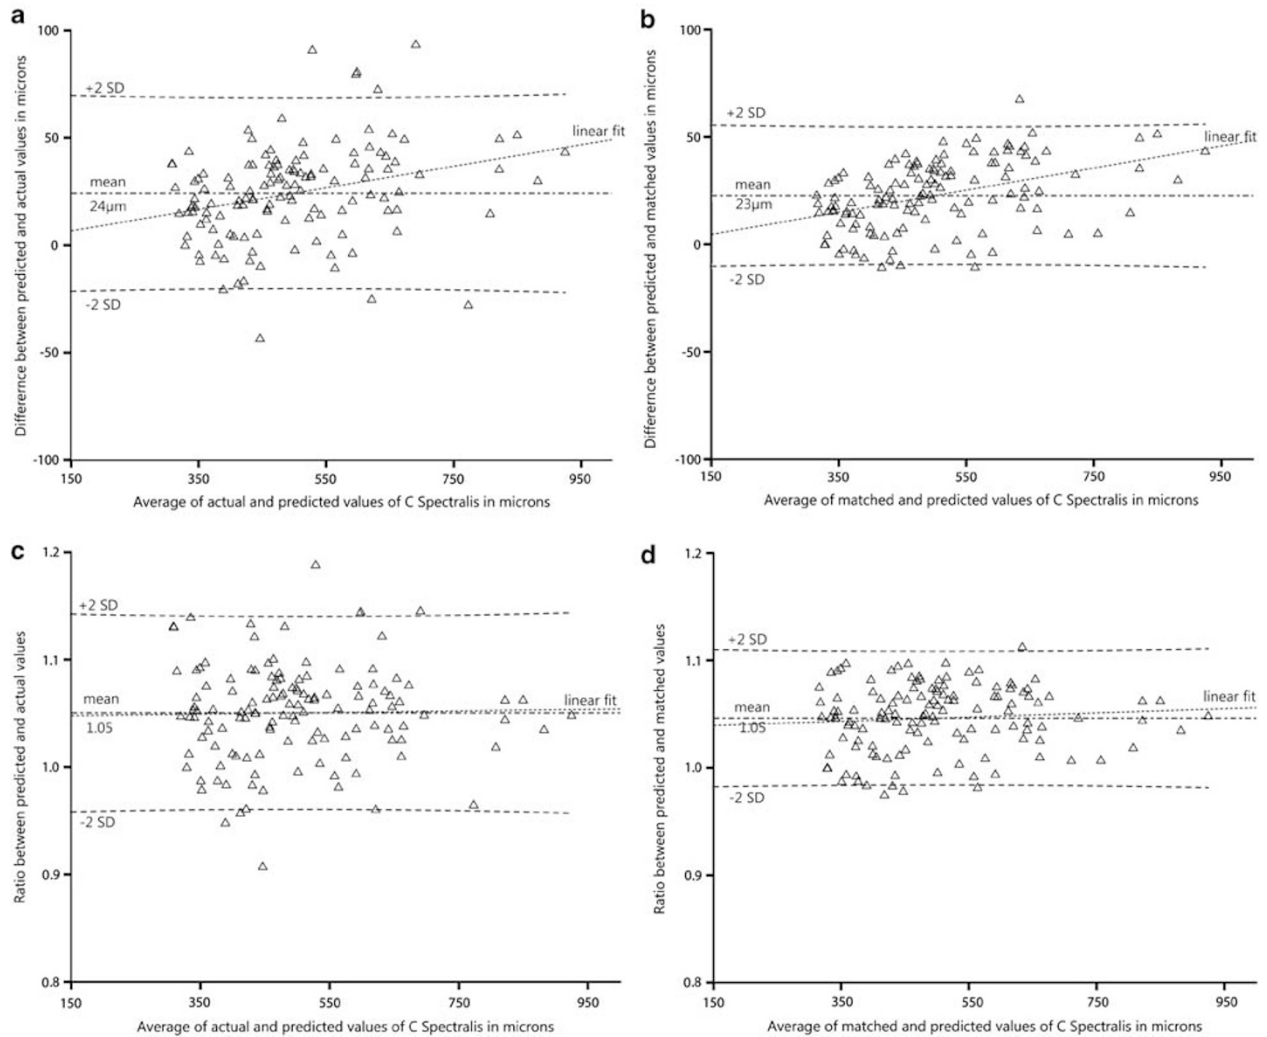 a
Differernce between predicted and actual values in microns
100
50
0
-50
-100
+2 SD
linear fit
mean
24µm
-2 SD
150 350 550 750 950
Average of actual and predicted values of C Spectralis in microns
b
Differernce between predicted and matched values in microns
100
50
0
-50
-100
+2 SD
linear fit
mean
23µm
-2 SD
150 350 550 750 950
Average of matched and predicted values of C Spectralis in microns
c
Ratio between predicted and actual values
1.2
1.1
1.0
0.9
0.8
+2 SD
mean
linear fit
1.05
-2 SD
150 350 550 750 950
Average of actual and predicted values of C Spectralis in microns
d
Ratio between predicted and matched values
1.2
1.1
1.0
0.9
0.8
+2 SD
linear fit
mean
1.05
-2 SD
150 350 550 750 950
Average of matched and predicted values of C Spectralis in microns